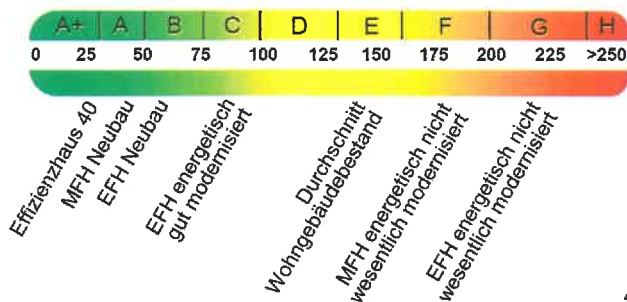 A+ A B C D E F G H
0 25 50 75 100 125 150 175 200 225 >250
Effizienzhaus 40
MFH Neubau
EFH Neubau
EFH energetisch
gut modernisiert
Durchschnitt
Wohngebäudebestand
MFH energetisch nicht
wesentlich modernisiert
EFH energetisch nicht
wesentlich modernisiert